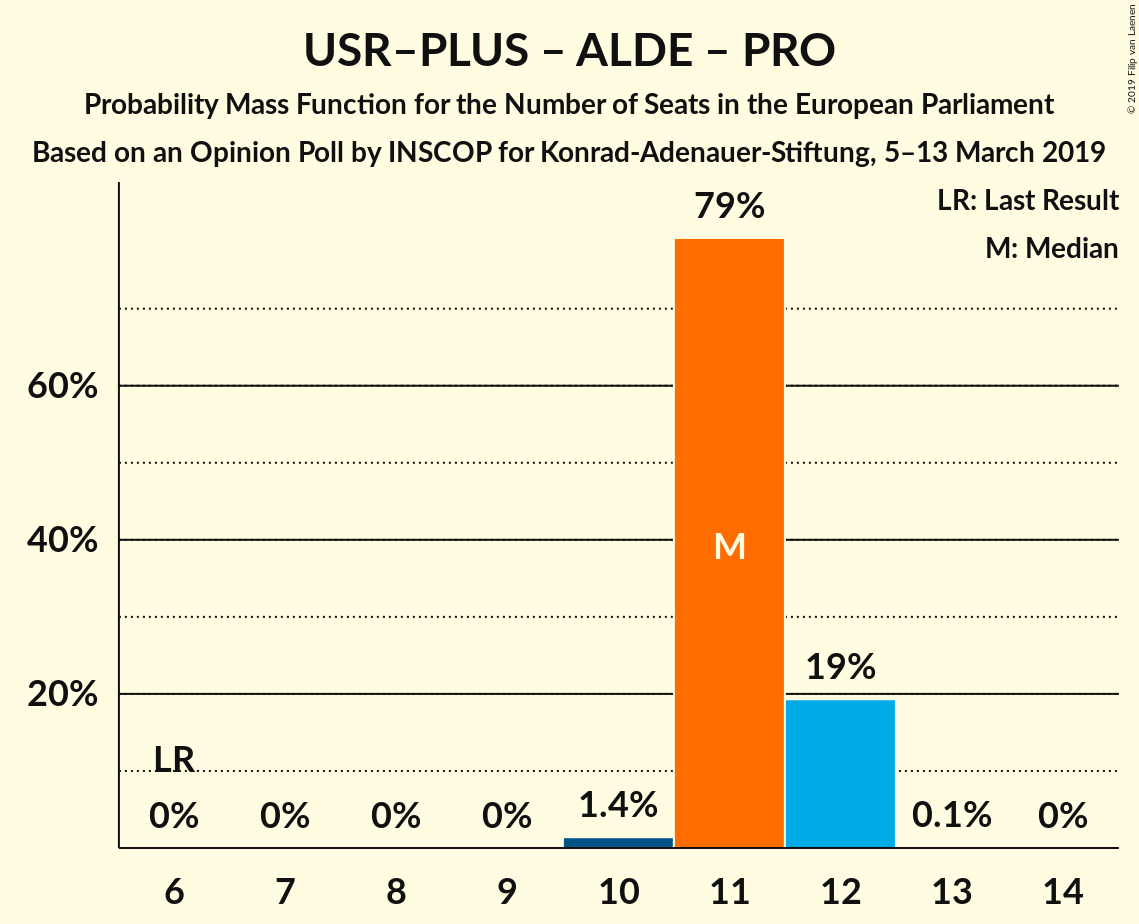 USR–PLUS – ALDE – PRO
Probability Mass Function for the Number of Seats in the European Parliament
Based on an Opinion Poll by INSCOP for Konrad-Adenauer-Stiftung, 5–13 March 2019
© 2019 Filip van Laenen
LR: Last Result
M: Median
79%
60%
40%
M
19%
20%
LR
0%
0%
0%
0%
1.4%
0.1%
0%
6
7
8
9
10
11
12
13
14